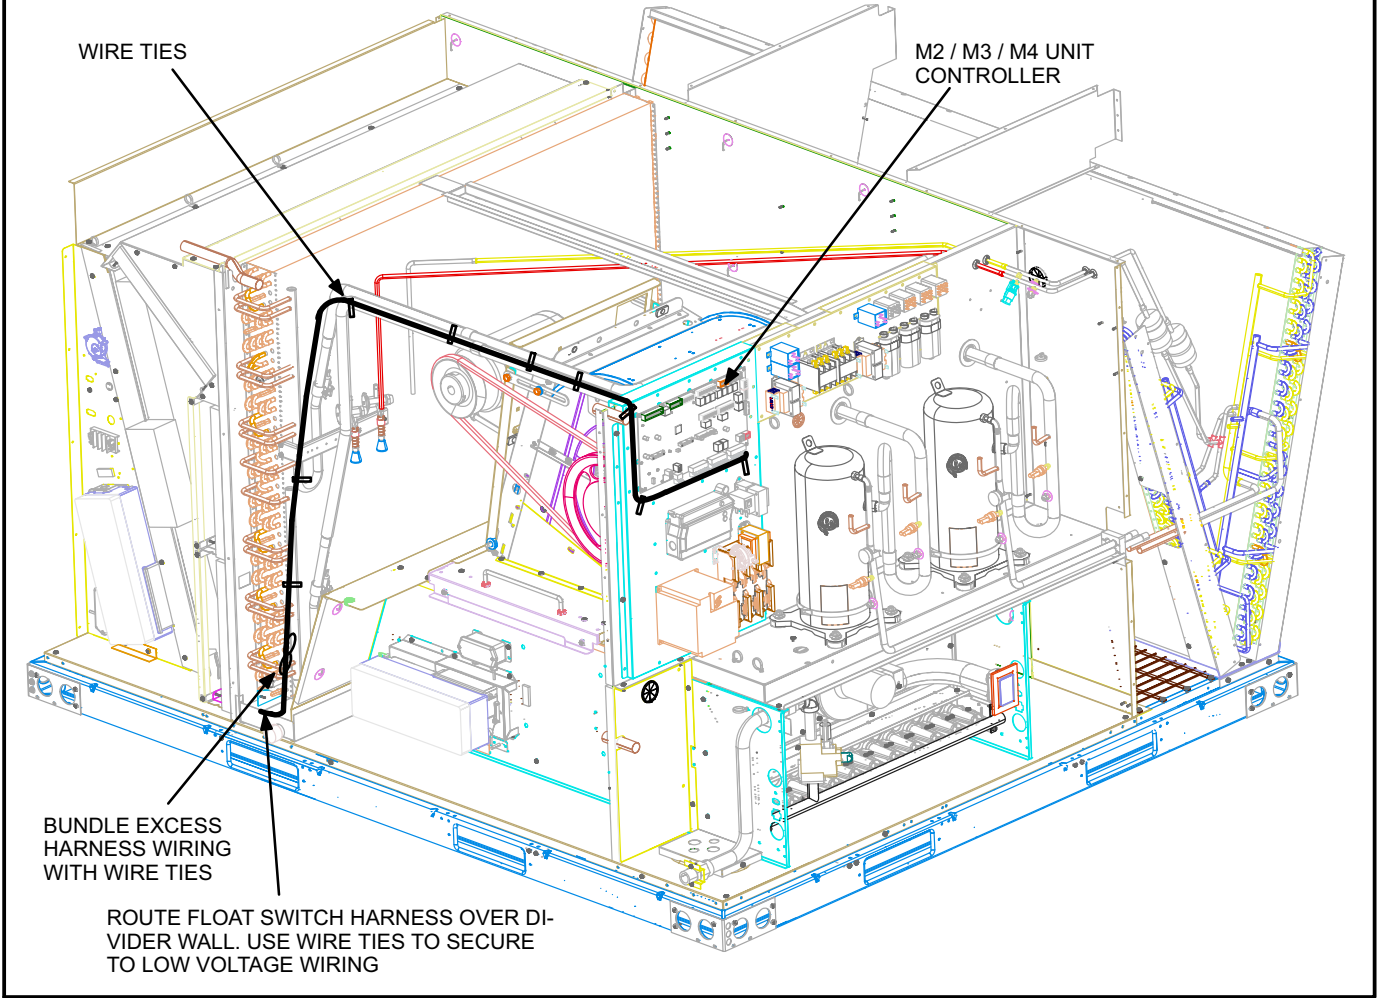 WIRE TIES
M2 / M3 / M4 UNIT
CONTROLLER
BUNDLE EXCESS
HARNESS WIRING
WITH WIRE TIES
ROUTE FLOAT SWITCH HARNESS OVER DI-
VIDER WALL. USE WIRE TIES TO SECURE
TO LOW VOLTAGE WIRING